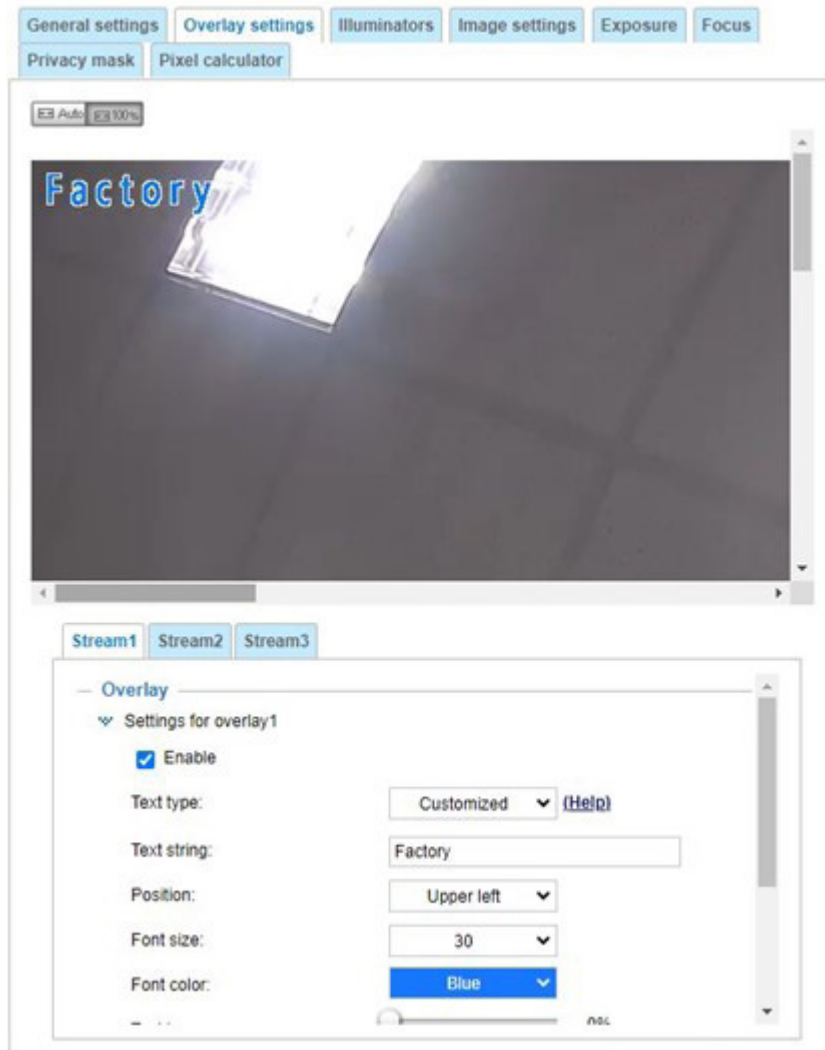 General settings Overlay settings Illuminators Image settings Exposure Focus
Privacy mask Pixel calculator
Auto 100%
Factory
Stream1 Stream2 Stream3
Overlay
Settings for overlay1
Enable
Text type: Customized (Help)
Text string: Factory
Position: Upper left
Font size: 30
Font color: Blue
0%